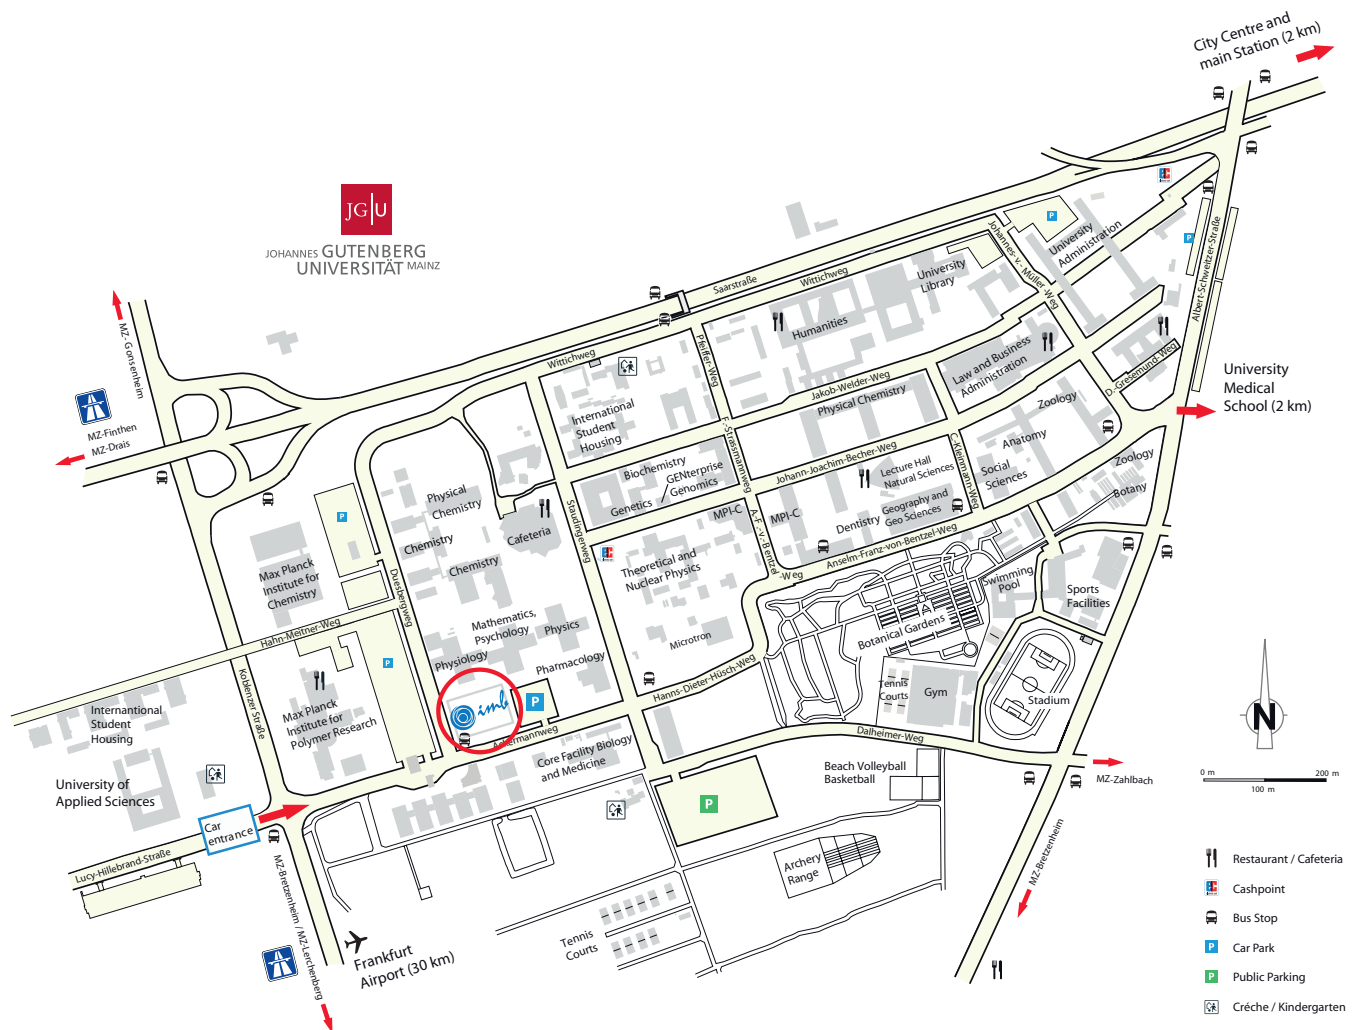 City Centre and
main Station (2 km)
JG|U
JOHANNES GUTENBERG
UNIVERSITÄT MAINZ
MZ- Gonsenheim
MZ-Finthen
MZ-Drais
Saarstraße
Wittichweg
Wittichweg
Johannes-v.-Müller-Weg
University
Administration
P
P
Albert-Schweitzer-Straße
University
Library
Humanities
Pfeiffer-Weg
Law and Business
Administration
D.-Gresemund-Weg
University
Medical
School (2 km)
Jakob-Welder-Weg
Physical Chemistry
Zoology
Anatomy
International
Student
Housing
F.-Strassmannweg
Johann-Joachim-Becher-Weg
C.-Kleinmann-Weg
Social
Sciences
Zoology
Botany
Biochemistry
GENterprise
Genetics / Genomics
Lecture Hall
Natural Sciences
Geography and
Geo Sciences
Dentistry
MPI-C
MPI-C
A.-F.-v.-Bentzel
-Weg
Anselm-Franz-von-Bentzel-Weg
Physical
Chemistry
Chemistry
Chemistry
Cafeteria
Staudingerweg
Theoretical and
Nuclear Physics
P
Max Planck
Institute for
Chemistry
Duesbergweg
Hahn-Meitner-Weg
Mathematics,
Psychology
Physics
Physiology
Pharmacology
Microtron
Hanns-Dieter-Hüsch-Weg
Botanical Gardens
Swimming
Pool
Sports
Facilities
Tennis
Courts
Gym
Stadium
P
imb
P
Ackermannweg
Koblenzer Straße
Max Planck
Institute for
Polymer Research
Interntantional
Student
Housing
University of
Applied Sciences
Core Facility Biology
and Medicine
Dalheimer-Weg
Beach Volleyball
Basketball
MZ-Zahlbach
N
0 m
200 m
100 m
P
Car
entrance
Lucy-Hillebrand-Straße
MZ-Bretzenheim / MZ-Lerchenberg
Archery
Range
MZ-Bretzenheim
Tennis
Courts
Frankfurt
Airport (30 km)
Restaurant / Cafeteria
Cashpoint
Bus Stop
P Car Park
P Public Parking
Créche / Kindergarten